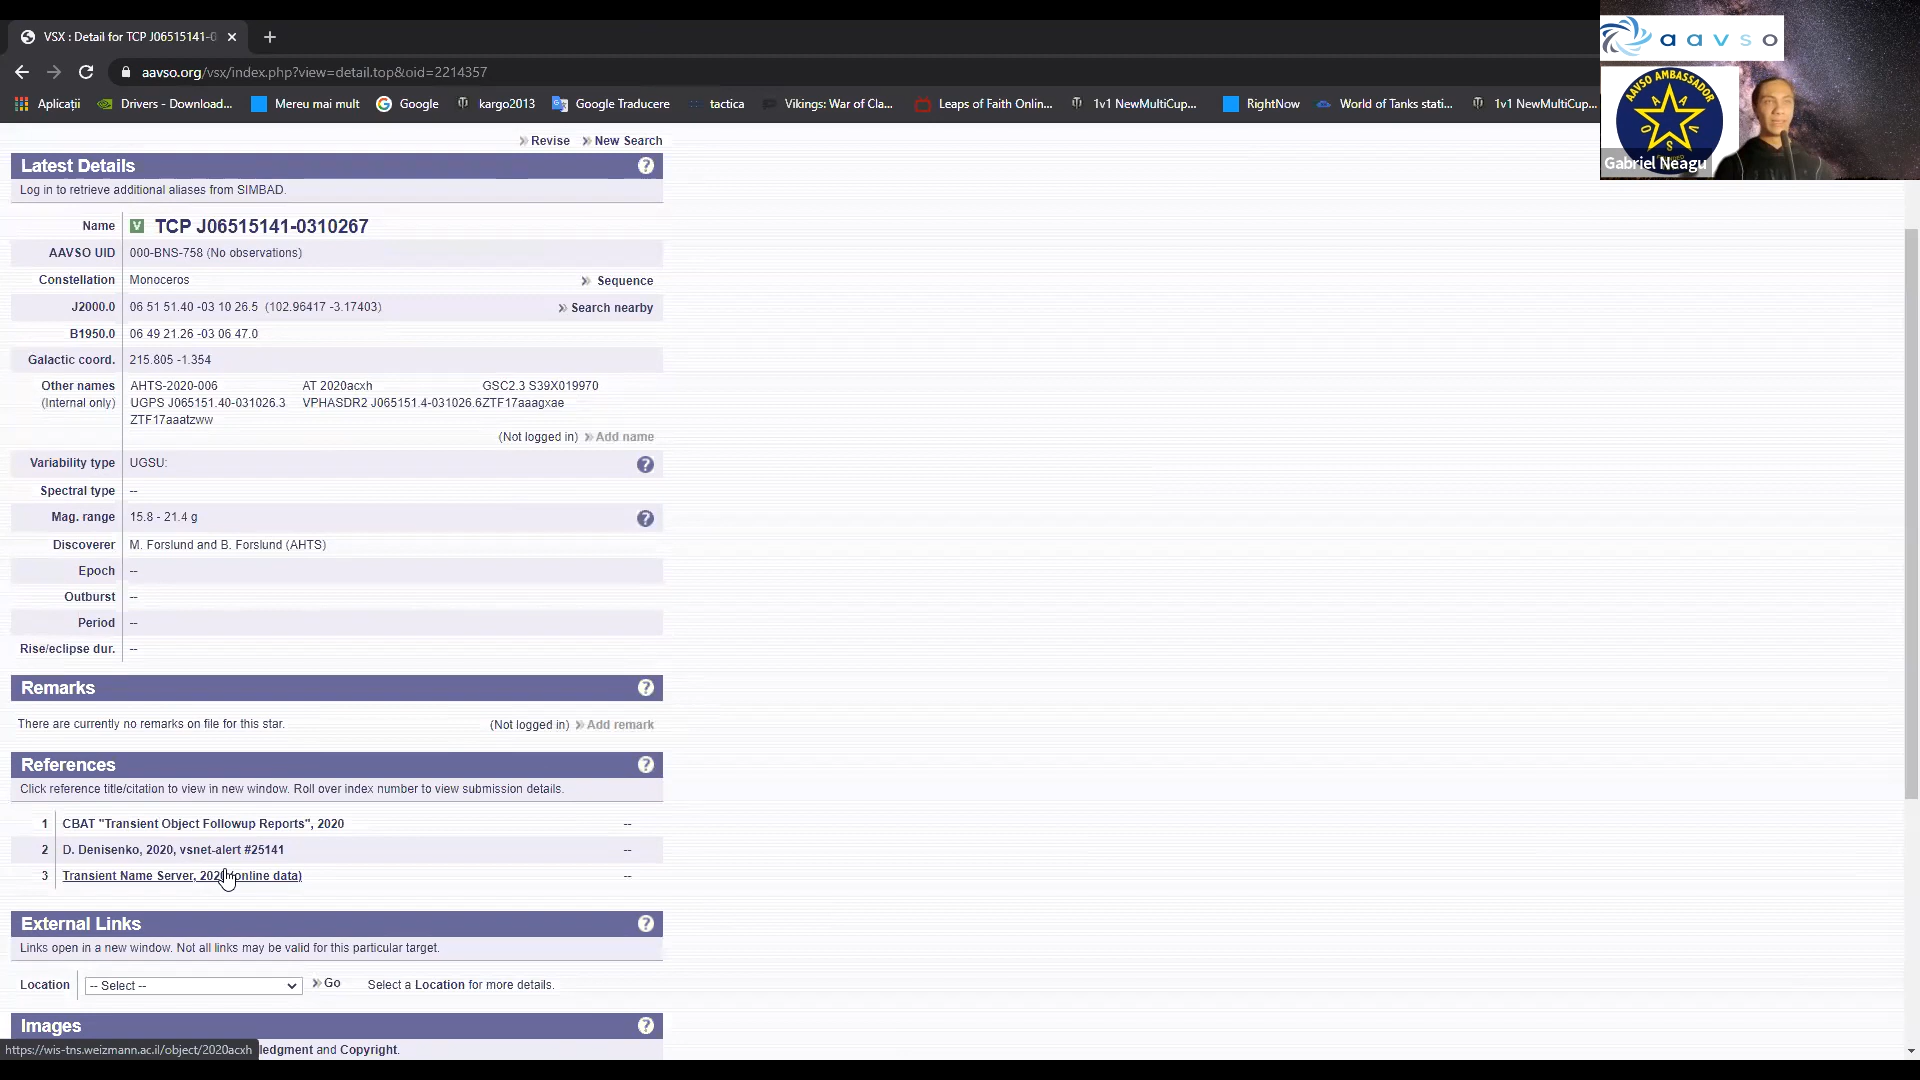 VSX : Detail for TCP J06515141-0
aavso.org/vsx/index.php?view=detail.top&oid=2214357
Aplicații Drivers - Download... Mereu mai mult Google kargo2013 Google Traducere tactica Vikings: War of Cla... Leaps of Faith Onlin... 1v1 NewMultiCup... RightNow World of Tanks stati... 1v1 NewMultiCup...
aavso
AAVSO AMBASSADOR
A A V S O
Gabriel Neagu
Revise New Search
Latest Details
Log in to retrieve additional aliases from SIMBAD.
Name V TCP J06515141-0310267
AAVSO UID 000-BNS-758 (No observations)
Constellation Monoceros Sequence
J2000.0 06 51 51.40 -03 10 26.5 (102.96417 -3.17403) Search nearby
B1950.0 06 49 21.26 -03 06 47.0
Galactic coord. 215.805 -1.354
Other names AHTS-2020-006 AT 2020acxh GSC2.3 S39X019970
(Internal only) UGPS J065151.40-031026.3 VPHASDR2 J065151.4-031026.6ZTF17aaagxae
ZTF17aaatzww
(Not logged in) Add name
Variability type UGSU:
Spectral type --
Mag. range 15.8 - 21.4 g
Discoverer M. Forslund and B. Forslund (AHTS)
Epoch --
Outburst --
Period --
Rise/eclipse dur. --
Remarks
There are currently no remarks on file for this star. (Not logged in) Add remark
References
Click reference title/citation to view in new window. Roll over index number to view submission details.
1 CBAT "Transient Object Followup Reports", 2020 --
2 D. Denisenko, 2020, vsnet-alert #25141 --
3 Transient Name Server, 2020 (online data) --
External Links
Links open in a new window. Not all links may be valid for this particular target.
Location -- Select -- Go Select a Location for more details.
Images
https://wis-tns.weizmann.ac.il/object/2020acxh ledgment and Copyright.